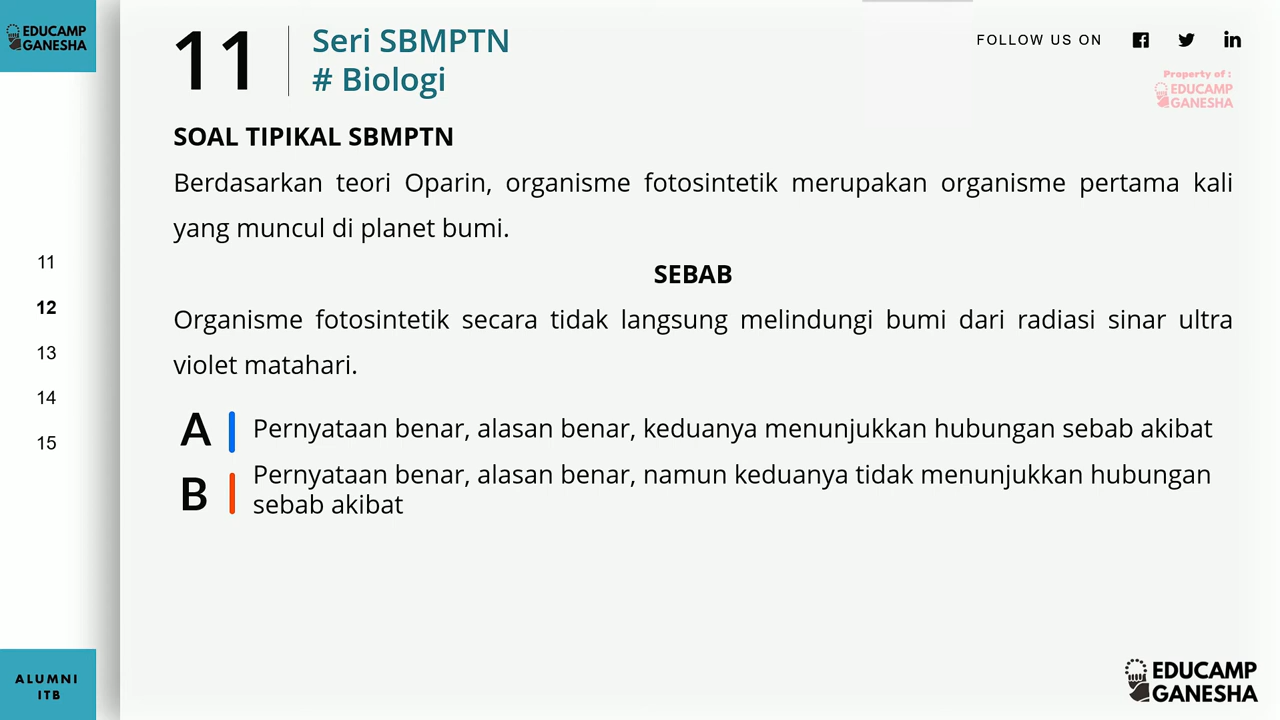 EDUCAMP
GANESHA
11
Seri SBMPTN
# Biologi
FOLLOW US ON
Property of :
EDUCAMP
GANESHA
SOAL TIPIKAL SBMPTN
Berdasarkan teori Oparin, organisme fotosintetik merupakan organisme pertama kali
yang muncul di planet bumi.
SEBAB
Organisme fotosintetik secara tidak langsung melindungi bumi dari radiasi sinar ultra
violet matahari.
A
Pernyataan benar, alasan benar, keduanya menunjukkan hubungan sebab akibat
B
Pernyataan benar, alasan benar, namun keduanya tidak menunjukkan hubungan
sebab akibat
11
12
13
14
15
ALUMNI
ITB
EDUCAMP
GANESHA